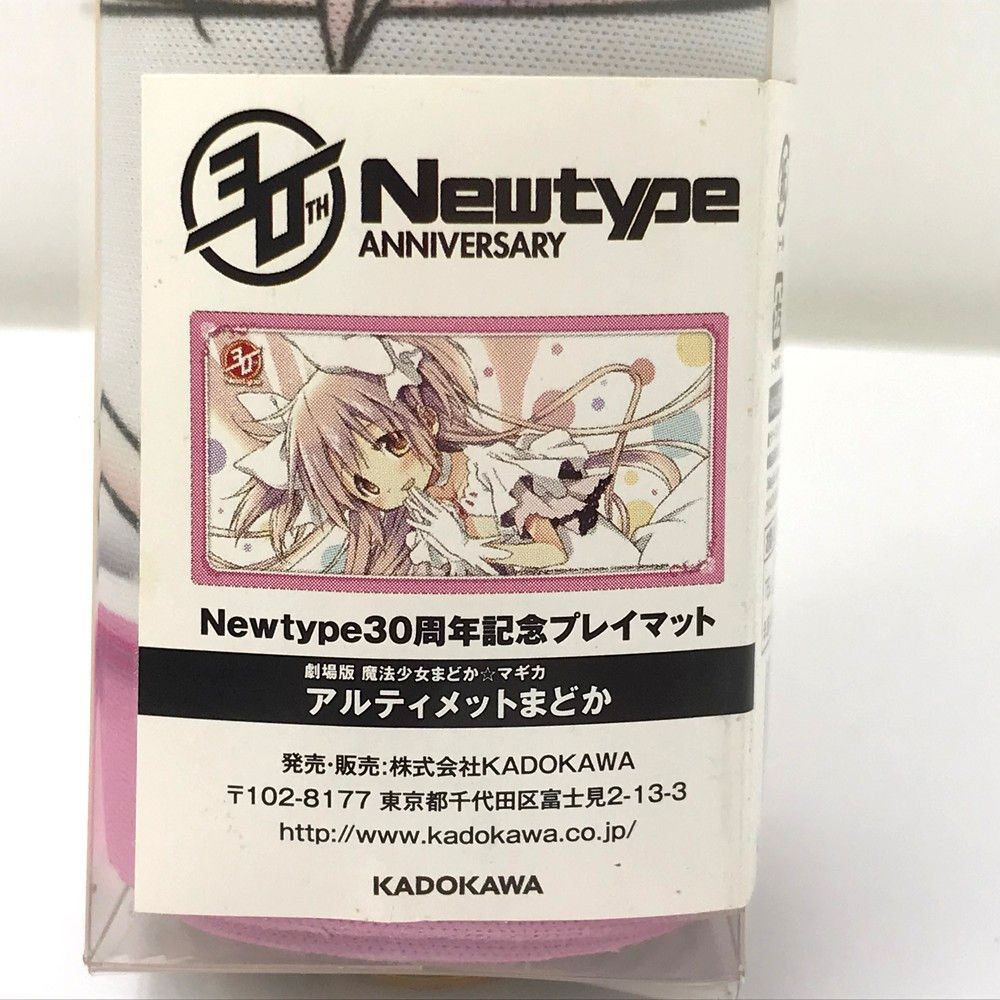 30TH Newtype
ANNIVERSARY
30
Newtype30周年記念プレイマット
劇場版 魔法少女まどか☆マギカ
アルティメットまどか
発売・販売:株式会社KADOKAWA
〒102-8177 東京都千代田区富士見2-13-3
http://www.kadokawa.co.jp/
KADOKAWA